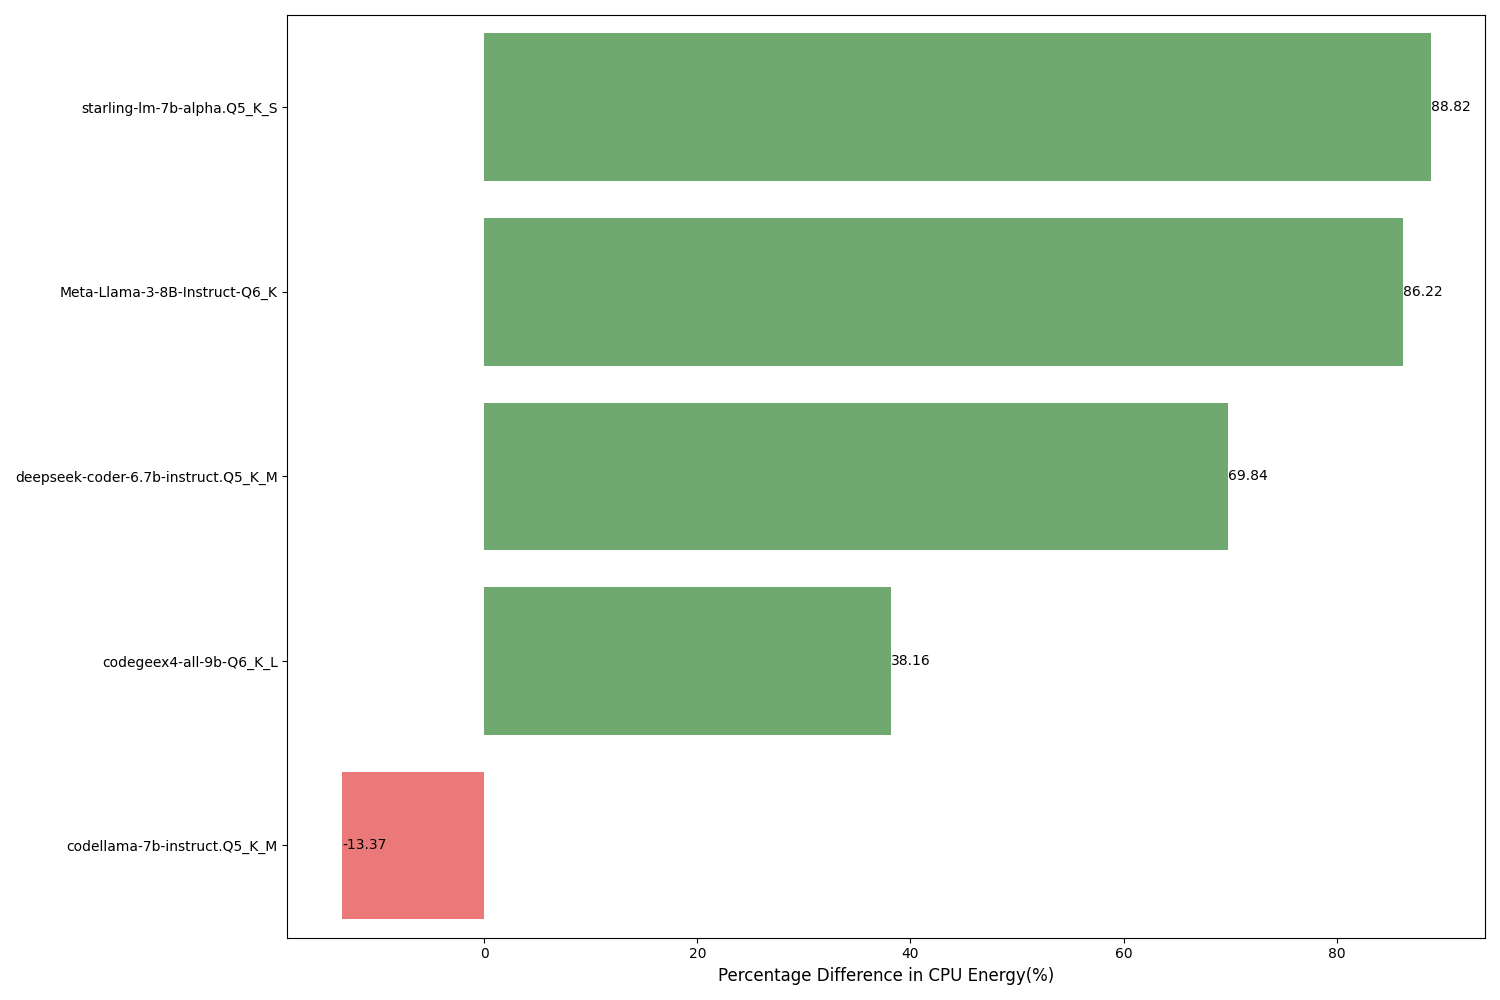 starling-lm-7b-alpha.Q5_K_S
88.82
Meta-Llama-3-8B-Instruct-Q6_K
86.22
deepseek-coder-6.7b-instruct.Q5_K_M
69.84
codegeex4-all-9b-Q6_K_L
38.16
codellama-7b-instruct.Q5_K_M
-13.37
0 20 40 60 80
Percentage Difference in CPU Energy(%)